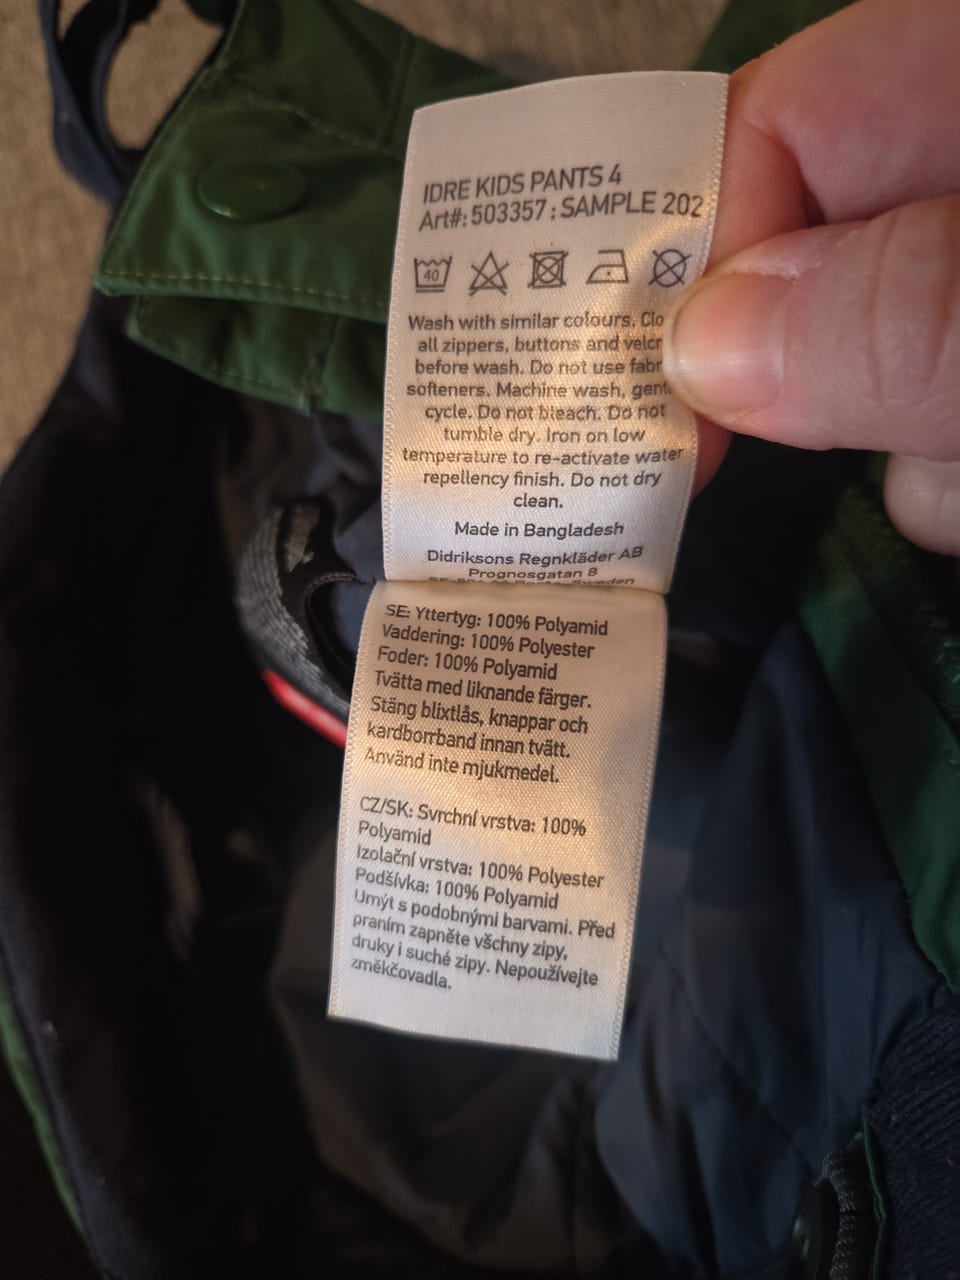 IDRE KIDS PANTS 4
Art#: 503357 : SAMPLE 202
40
Wash with similar colours. Clo
all zippers, buttons and velcr
before wash. Do not use fabr
softeners. Machine wash, gent
cycle. Do not bleach. Do not
tumble dry. Iron on low
temperature to re-activate water
repellency finish. Do not dry
clean.
Made in Bangladesh
Didriksons Regnkläder AB
Prognosgatan 8
Sweden
SE: Yttertyg: 100% Polyamid
Vaddering: 100% Polyester
Foder: 100% Polyamid
Tvätta med liknande färger.
Stäng blixtlås, knappar och
kardborrband innan tvätt.
Använd inte mjukmedel.
CZ/SK: Svrchní vrstva: 100%
Polyamid
Izolační vrstva: 100% Polyester
Podšívka: 100% Polyamid
Umýt s podobnými barvami. Před
praním zapněte všchny zipy,
druky i suché zipy. Nepoužívejte
změkčovadla.